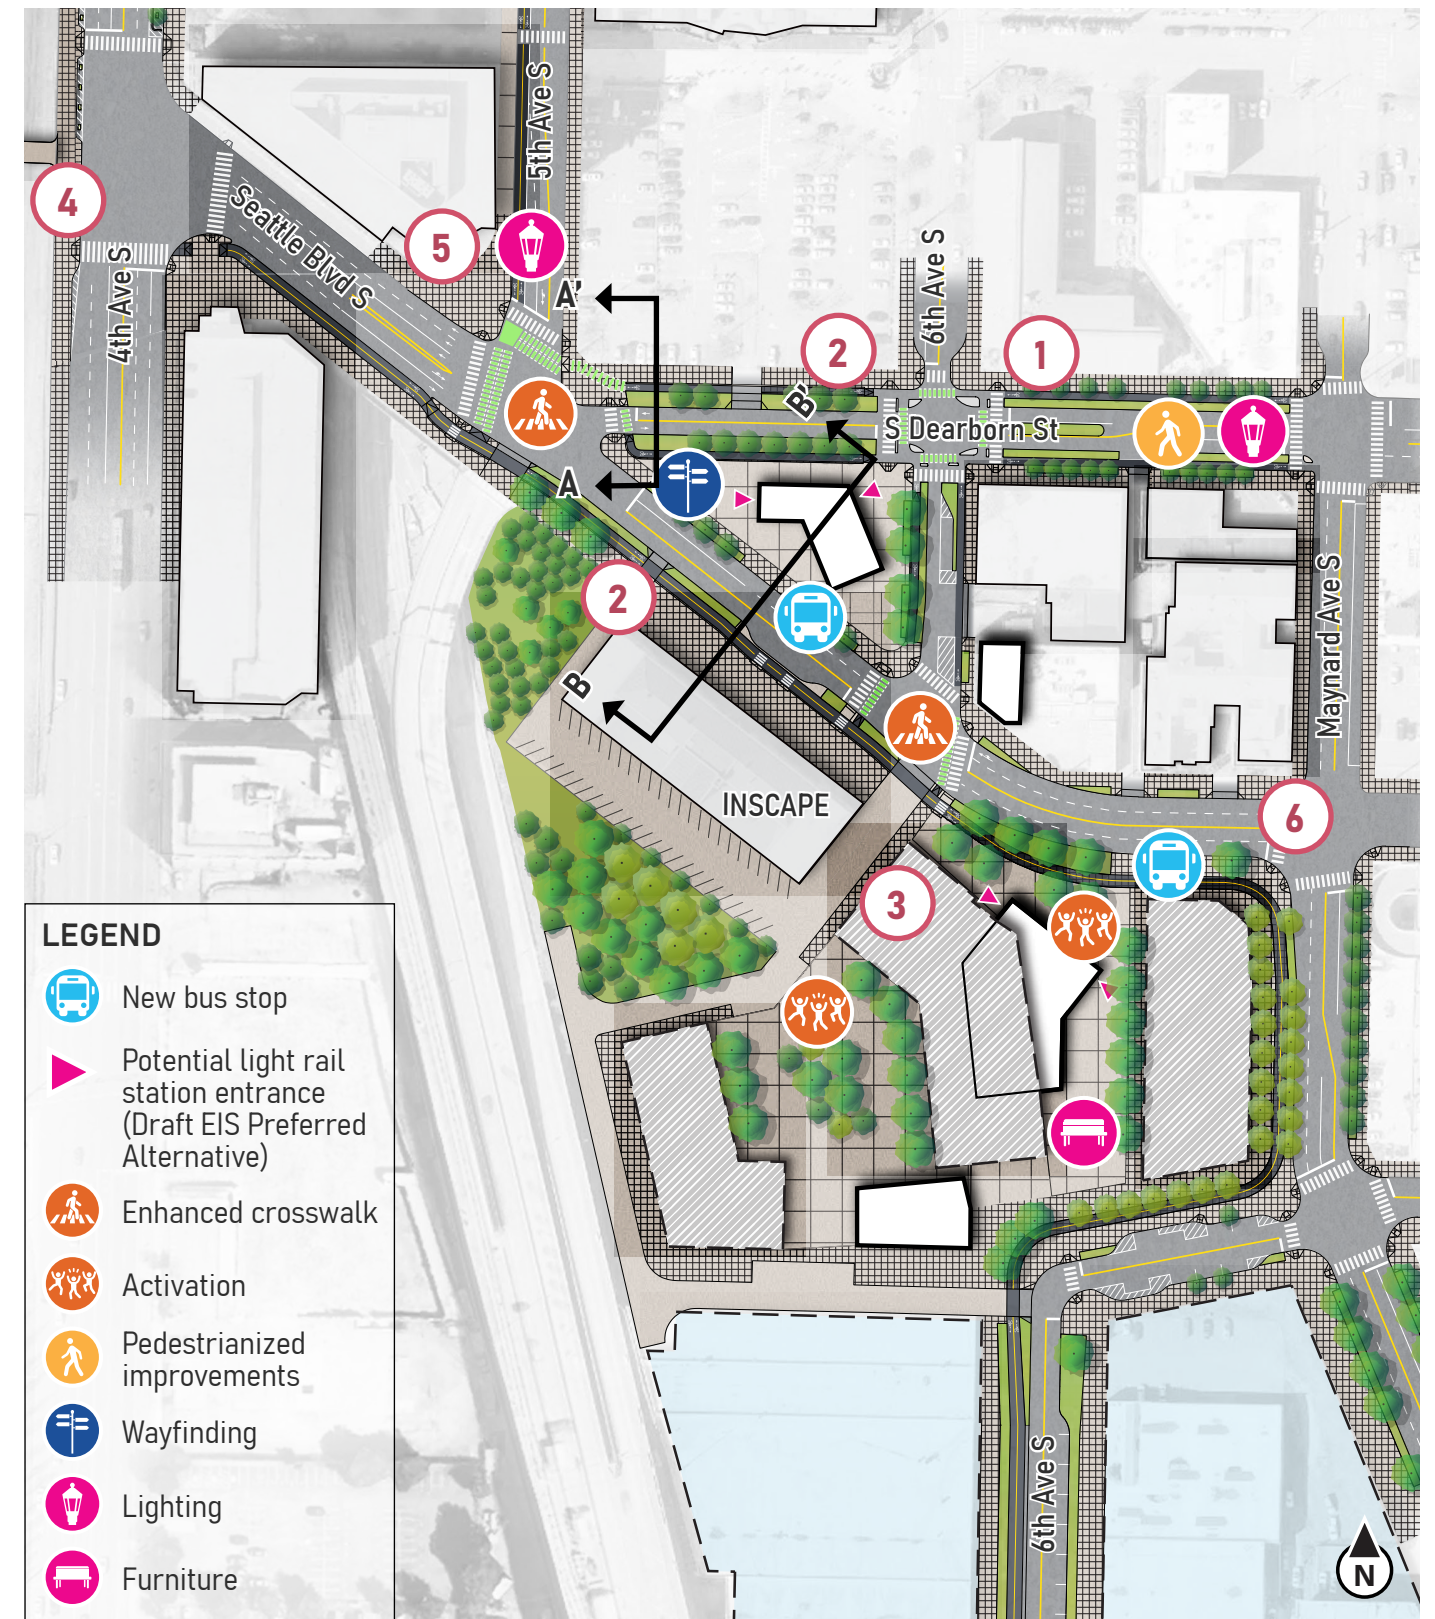 5th Ave S
4
Seattle Blvd S
5
4th Ave S
A'
6th Ave S
2
1
B'
S Dearborn St
A
2
B
Maynard Ave S
INSCAPE
6
3
LEGEND
New bus stop
Potential light rail
station entrance
(Draft EIS Preferred
Alternative)
Enhanced crosswalk
Activation
Pedestrianized
improvements
Wayfinding
Lighting
Furniture
6th Ave S
N